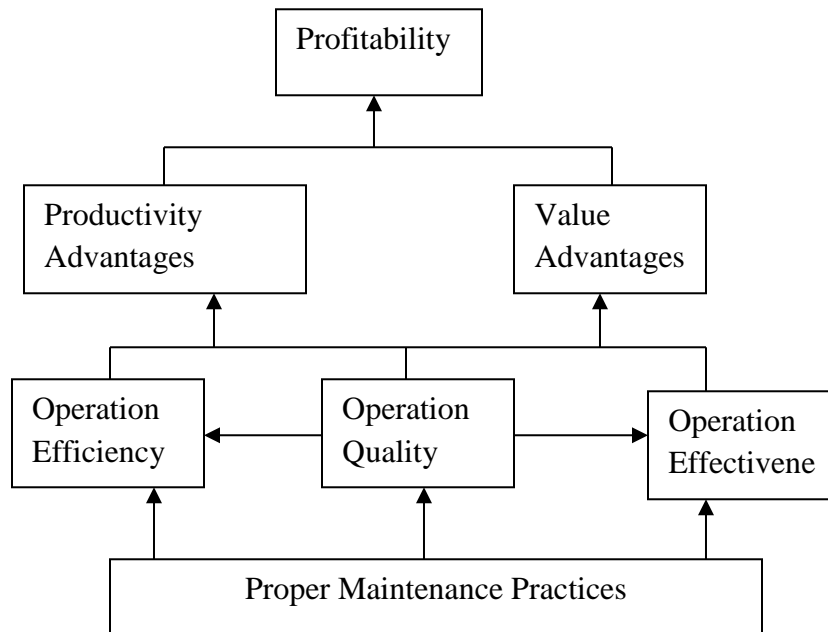 Profitability
Productivity
Advantages
Value
Advantages
Operation
Efficiency
Operation
Quality
Operation
Effectivene
Proper Maintenance Practices